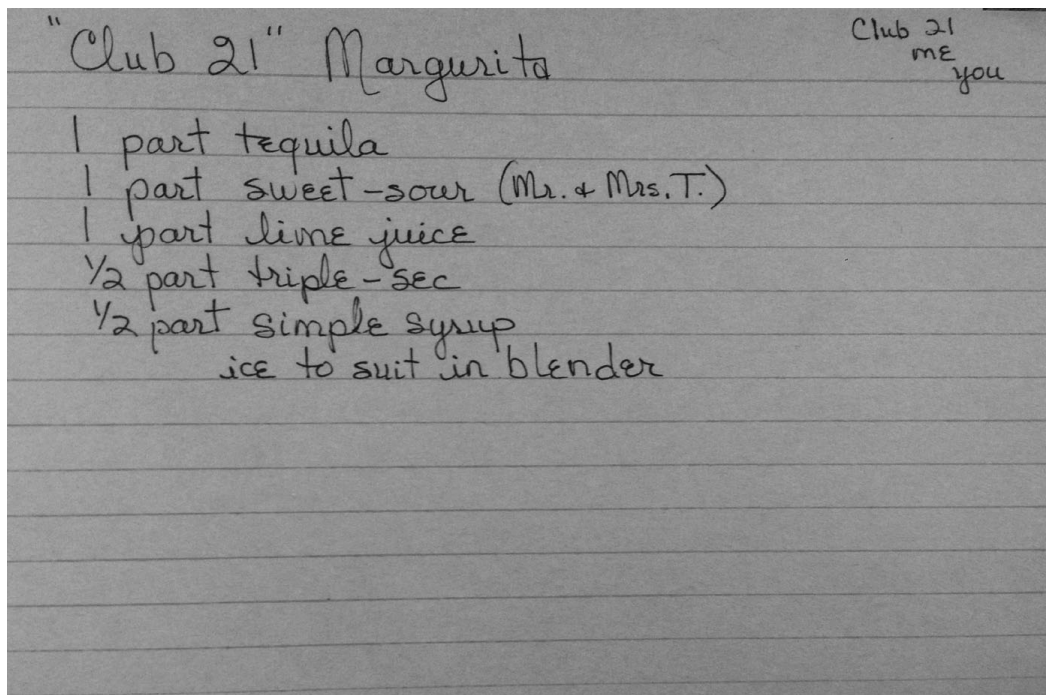 "Club 21" Margurita
Club 21
me
you
1 part tequila
1 part sweet-sour (Mr. & Mrs. T.)
1 part lime juice
1/2 part triple-sec
1/2 part simple syrup
ice to suit in blender